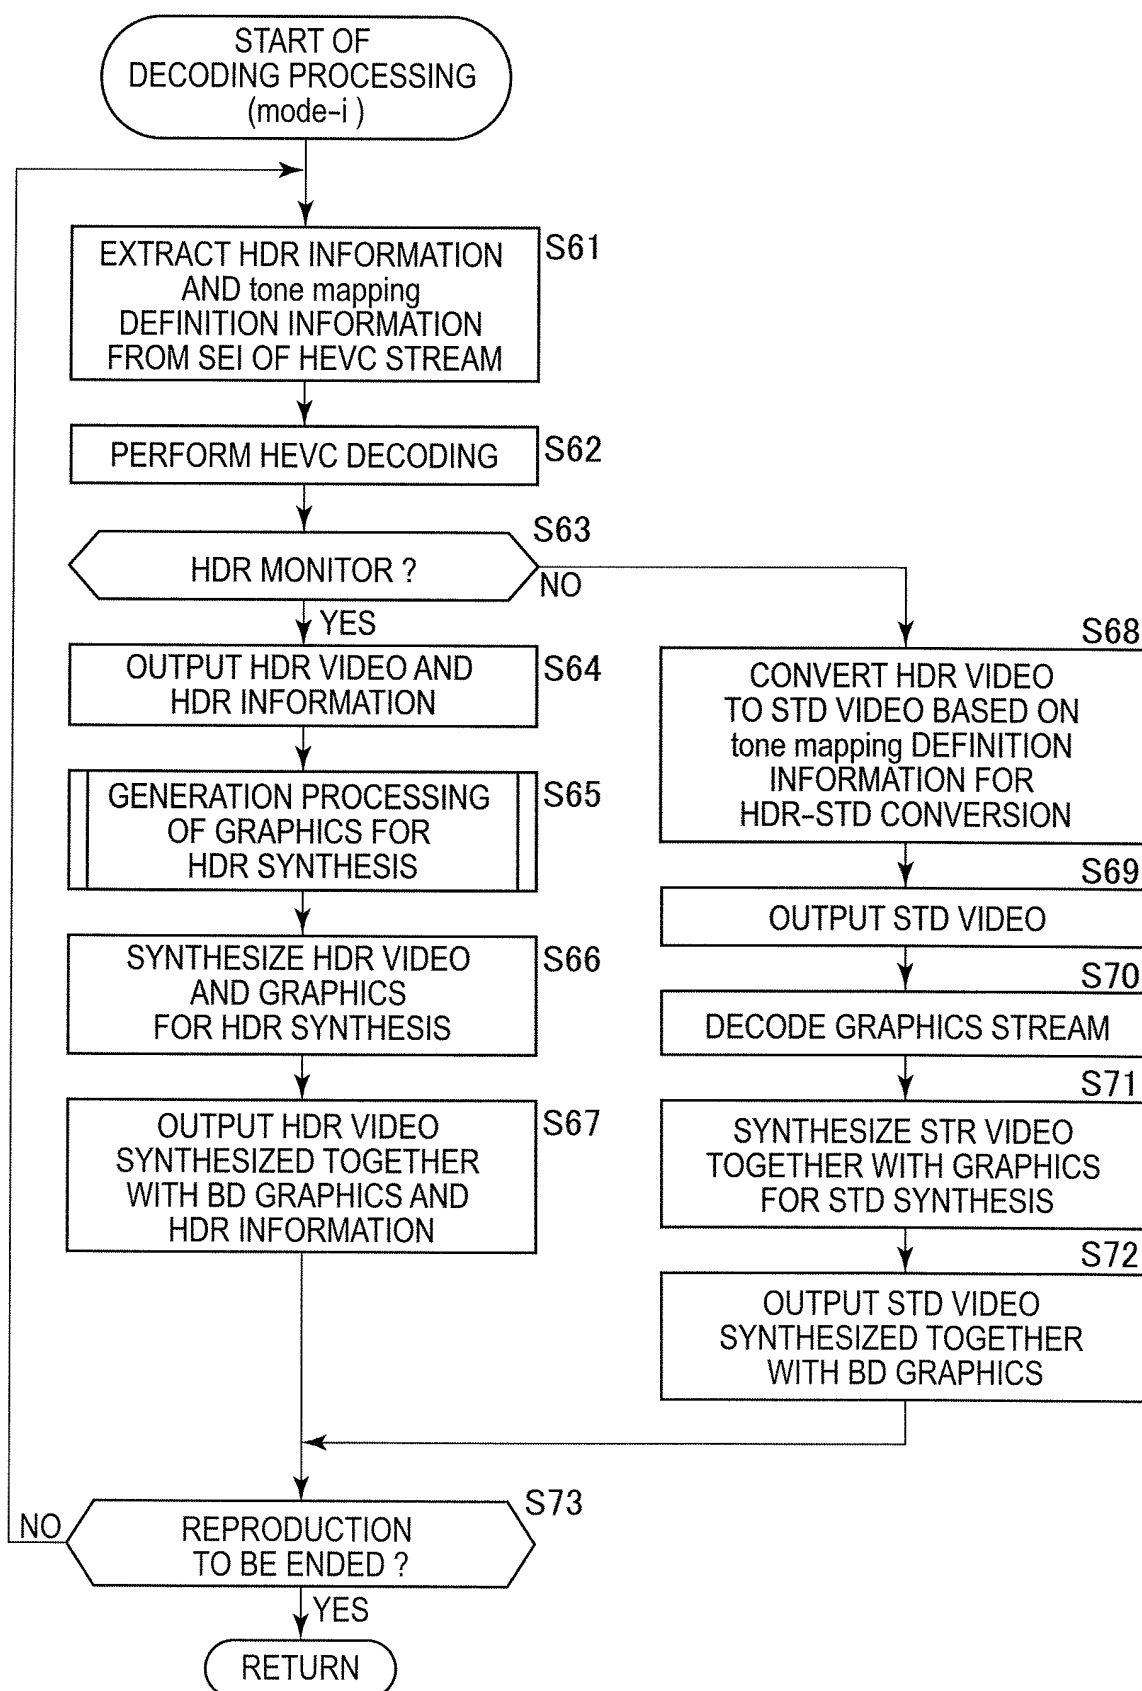 START OF
DECODING PROCESSING
(mode-i )
EXTRACT HDR INFORMATION
AND tone mapping
DEFINITION INFORMATION
FROM SEI OF HEVC STREAM
S61
PERFORM HEVC DECODING
S62
HDR MONITOR ?
S63
NO
YES
OUTPUT HDR VIDEO AND
HDR INFORMATION
S64
GENERATION PROCESSING
OF GRAPHICS FOR
HDR SYNTHESIS
S65
SYNTHESIZE HDR VIDEO
AND GRAPHICS
FOR HDR SYNTHESIS
S66
OUTPUT HDR VIDEO
SYNTHESIZED TOGETHER
WITH BD GRAPHICS AND
HDR INFORMATION
S67
S68
CONVERT HDR VIDEO
TO STD VIDEO BASED ON
tone mapping DEFINITION
INFORMATION FOR
HDR-STD CONVERSION
S69
OUTPUT STD VIDEO
S70
DECODE GRAPHICS STREAM
S71
SYNTHESIZE STR VIDEO
TOGETHER WITH GRAPHICS
FOR STD SYNTHESIS
S72
OUTPUT STD VIDEO
SYNTHESIZED TOGETHER
WITH BD GRAPHICS
S73
NO
REPRODUCTION
TO BE ENDED ?
YES
RETURN